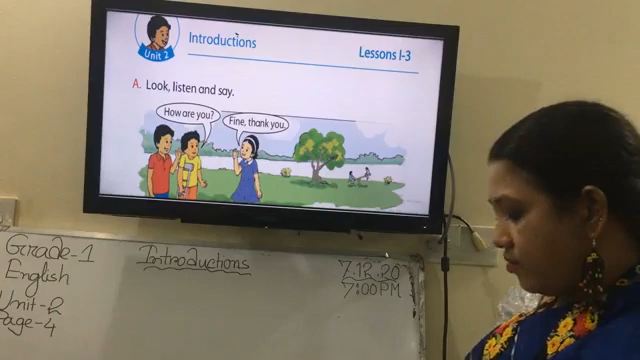 Introductions
Lessons 1-3
Unit 2
A. Look, listen and say.
How are you?
Fine, thank you.
Grade-1
English
Unit-2
Page-4
Introductions
7.12.20
7:00PM